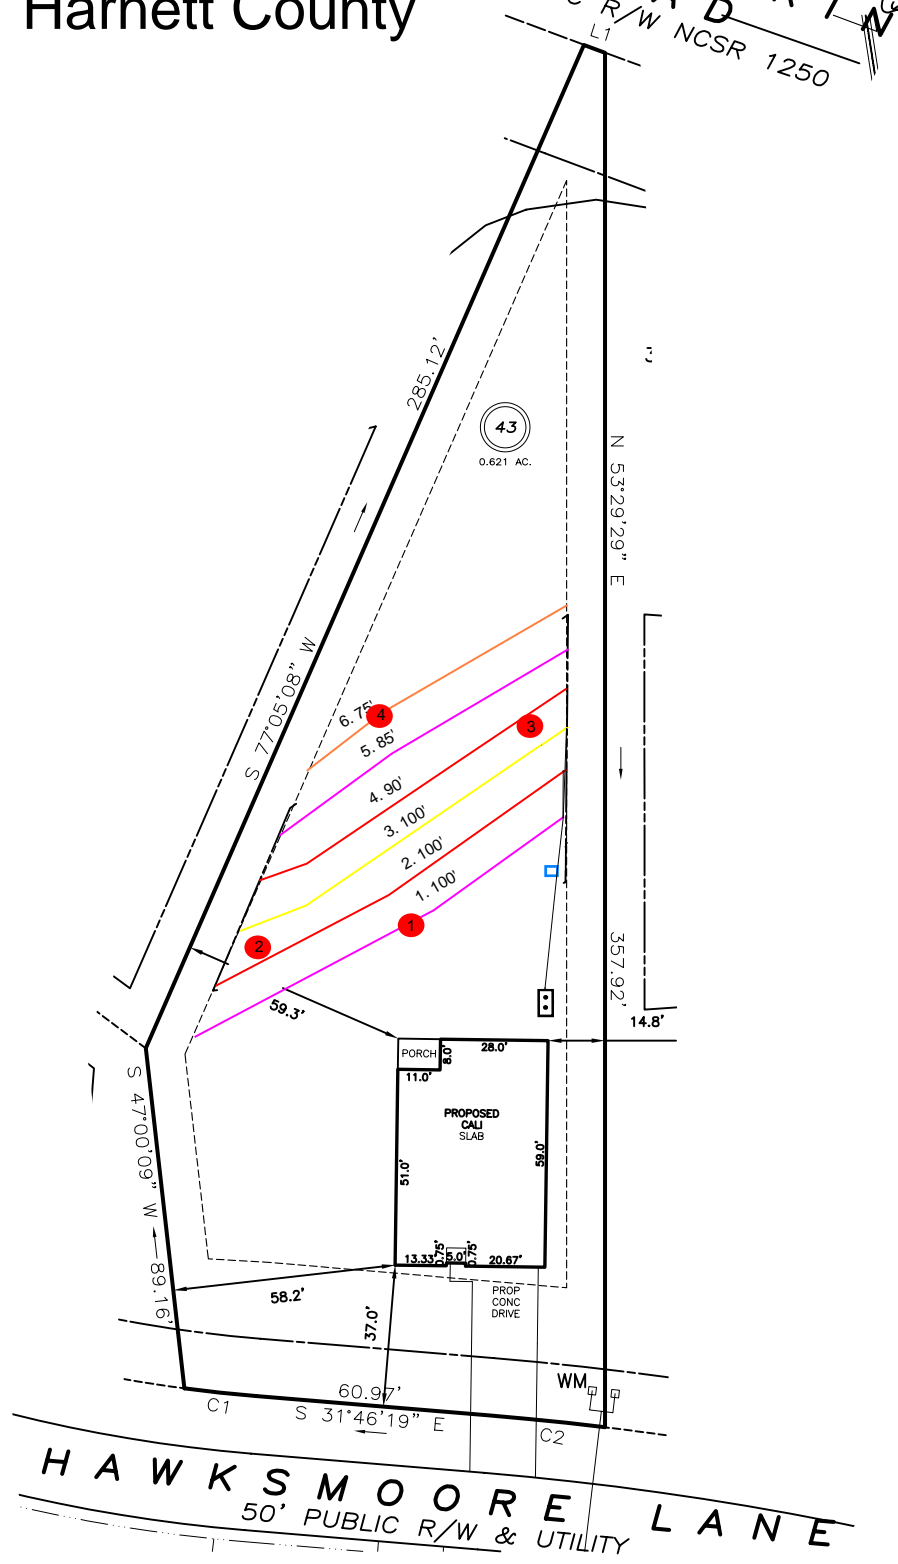 Harnett County
R/W NCSR 1250
L1
285.12'
43
0.621 AC.
N 53°29'29" E
S 77°05'08" W
6. 75'
4
5. 85'
3
4. 90'
3. 100'
2. 100'
1. 100'
1
2
357.92'
59.3'
14.8'
PORCH
8.0'
28.0'
11.0'
S 47°00'09" W
89.16'
PROPOSED
CALI
SLAB
51.0'
59.0'
13.33'
0.75'
5.0'
0.75'
20.67'
58.2'
37.0'
PROP
CONC
DRIVE
WM
60.97'
C1
S 31°46'19" E
C2
HAWKSMOORE LANE
50' PUBLIC R/W & UTILITY